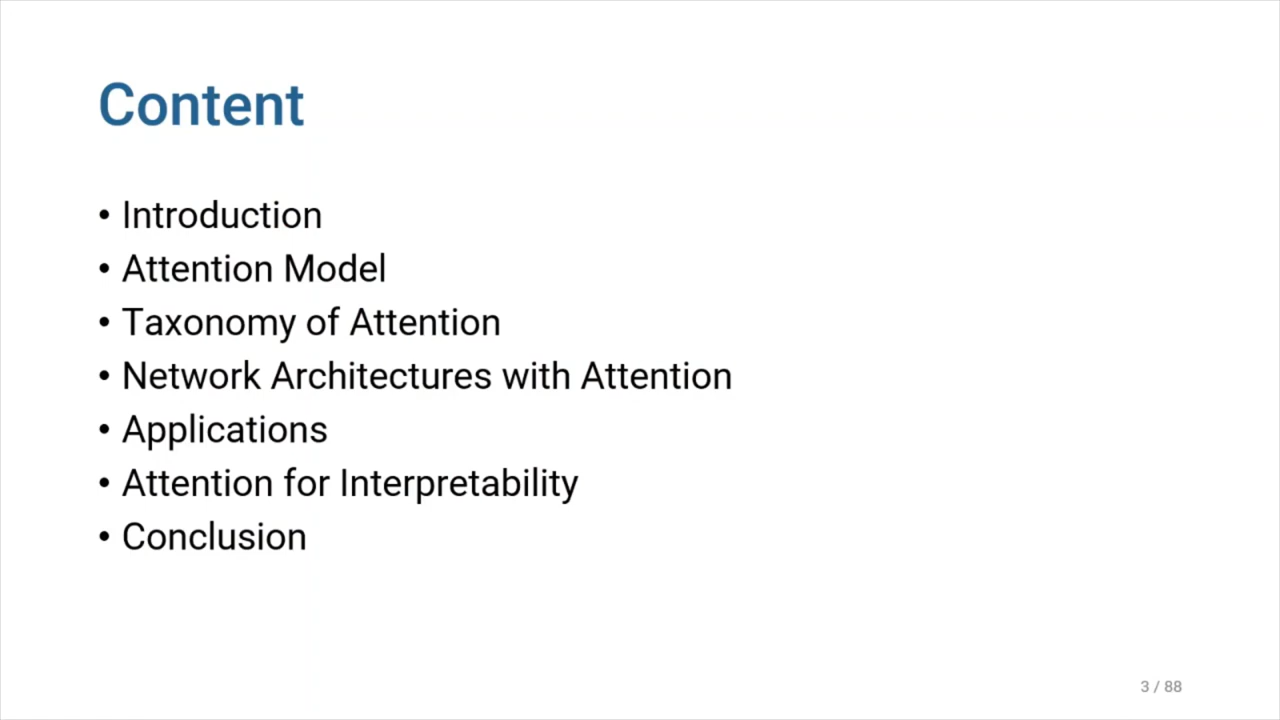 Content
• Introduction
• Attention Model
• Taxonomy of Attention
• Network Architectures with Attention
• Applications
• Attention for Interpretability
• Conclusion
3 / 88